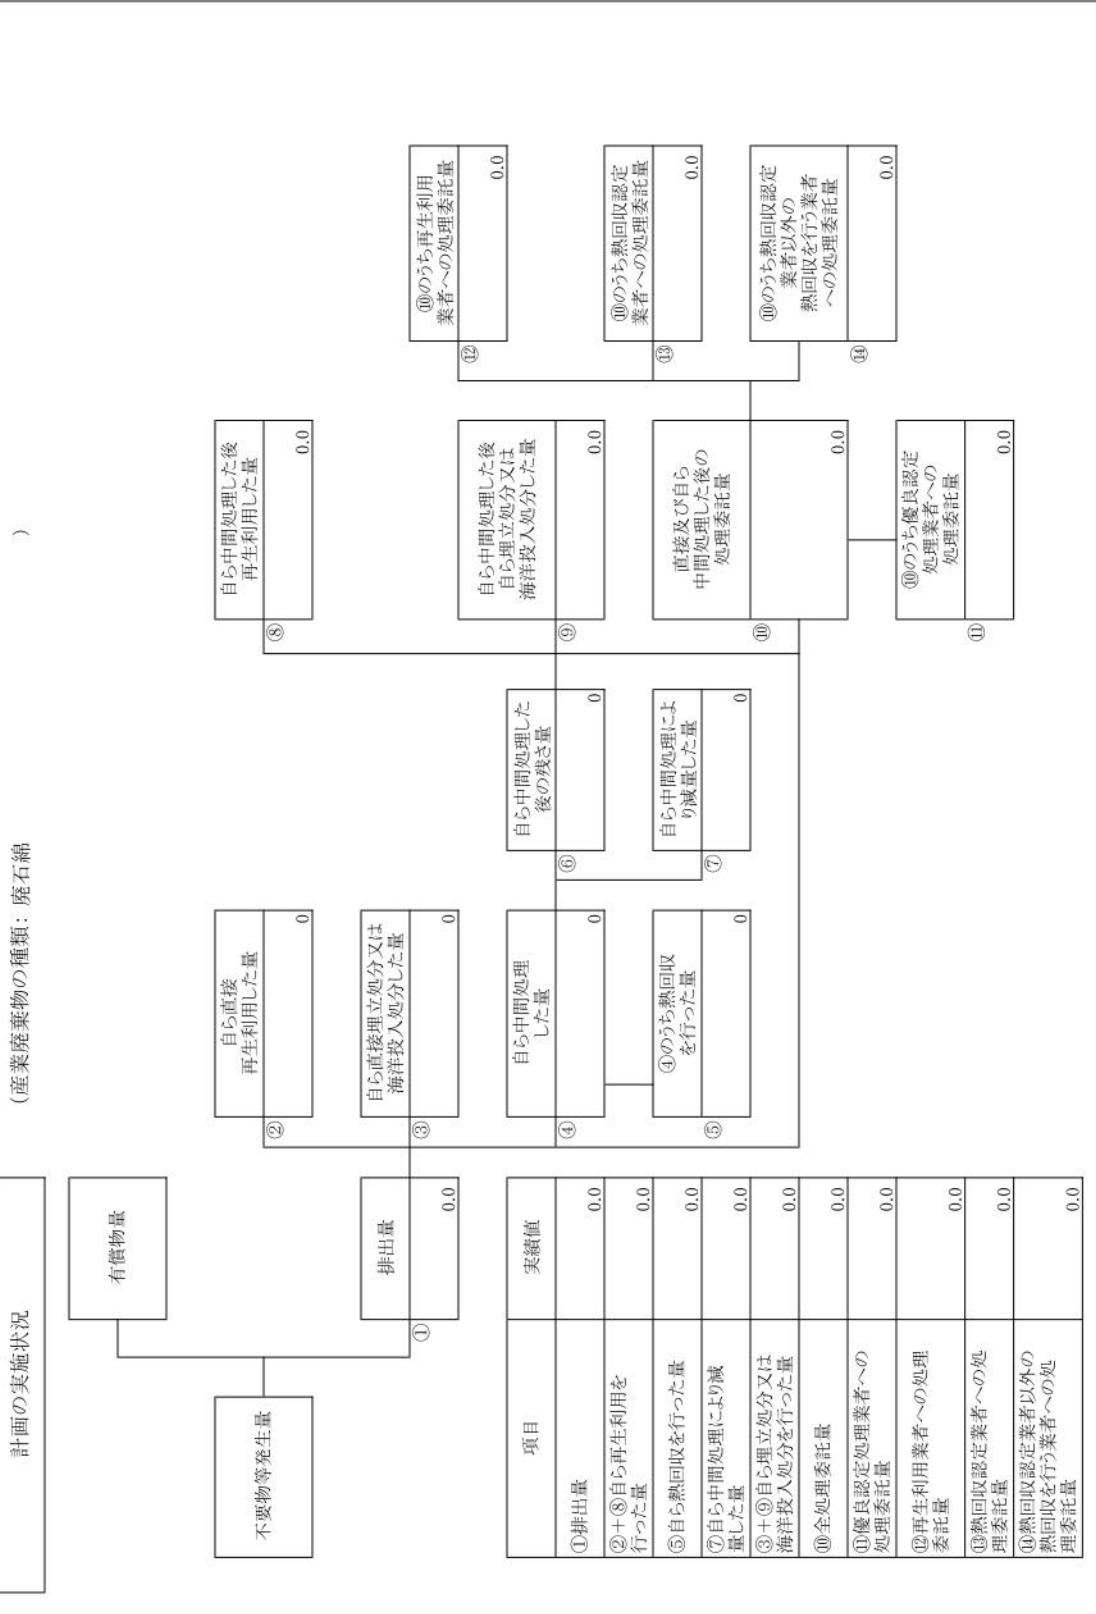 計画の実施状況
(産業廃棄物の種類: 廃石綿
)
不要物等発生量
有償物量
排出量
①
0.0
自ら直接
再生利用した量
②
0
自ら直接埋立処分又は
海洋投入処分した量
③
0
自ら中間処理
した量
④
0
④のうち熱回収
を行った量
⑤
0
自ら中間処理した
後の残さ量
⑥
0
自ら中間処理によ
り減量した量
⑦
0
自ら中間処理した後
再生利用した量
⑧
0.0
自ら中間処理した後
自ら埋立処分又は
海洋投入処分した量
⑨
0.0
直接及び自ら
中間処理した後の
処理委託量
⑩
0.0
⑩のうち優良認定
処理業者への
処理委託量
⑪
0.0
⑩のうち再生利用
業者への処理委託量
⑫
0.0
⑩のうち熱回収認定
業者への処理委託量
⑬
0.0
⑩のうち熱回収認定
業者以外の
熱回収を行う業者
への処理委託量
⑭
0.0
項目
実績値
①排出量
0.0
②+⑧自ら再生利用を
行った量
0.0
⑤自ら熱回収を行った量
0.0
⑦自ら中間処理により減
量した量
0.0
③+⑨自ら埋立処分又は
海洋投入処分を行った量
0.0
⑩全処理委託量
0.0
⑪優良認定処理業者への
処理委託量
0.0
⑫再生利用業者への処理
委託量
0.0
⑬熱回収認定業者への処
理委託量
0.0
⑭熱回収認定業者以外の
熱回収を行う業者への処
理委託量
0.0